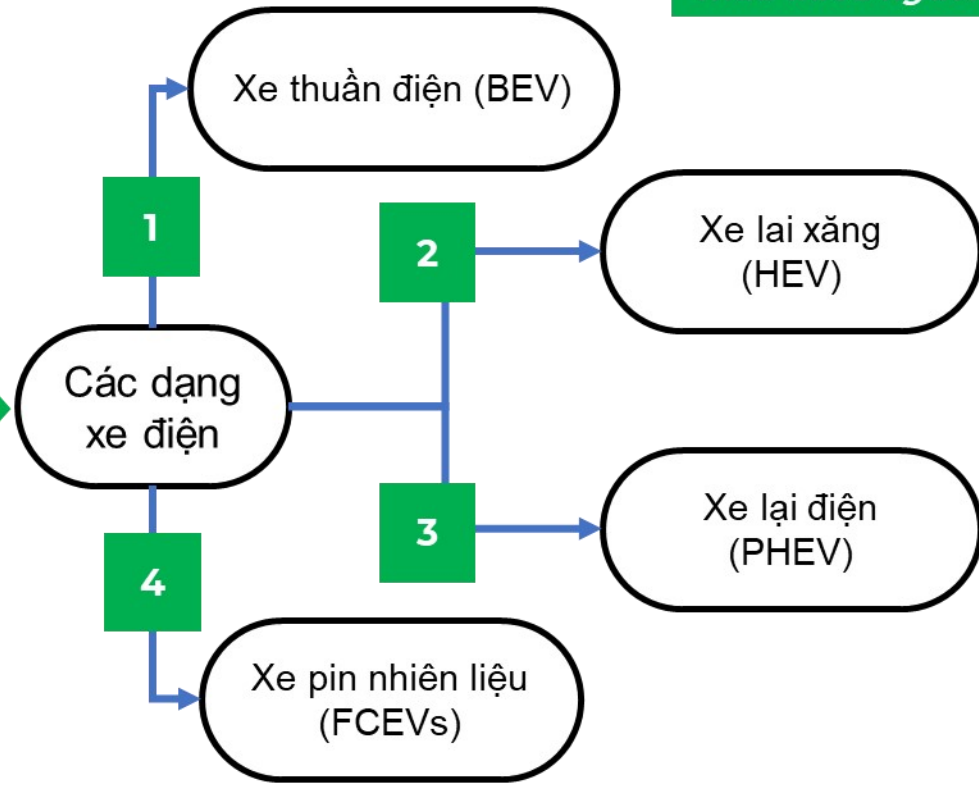 Xe thuần điện (BEV)
1
2
Xe lai xăng
(HEV)
Các dạng
xe điện
3
Xe lại điện
(PHEV)
4
Xe pin nhiên liệu
(FCEVs)